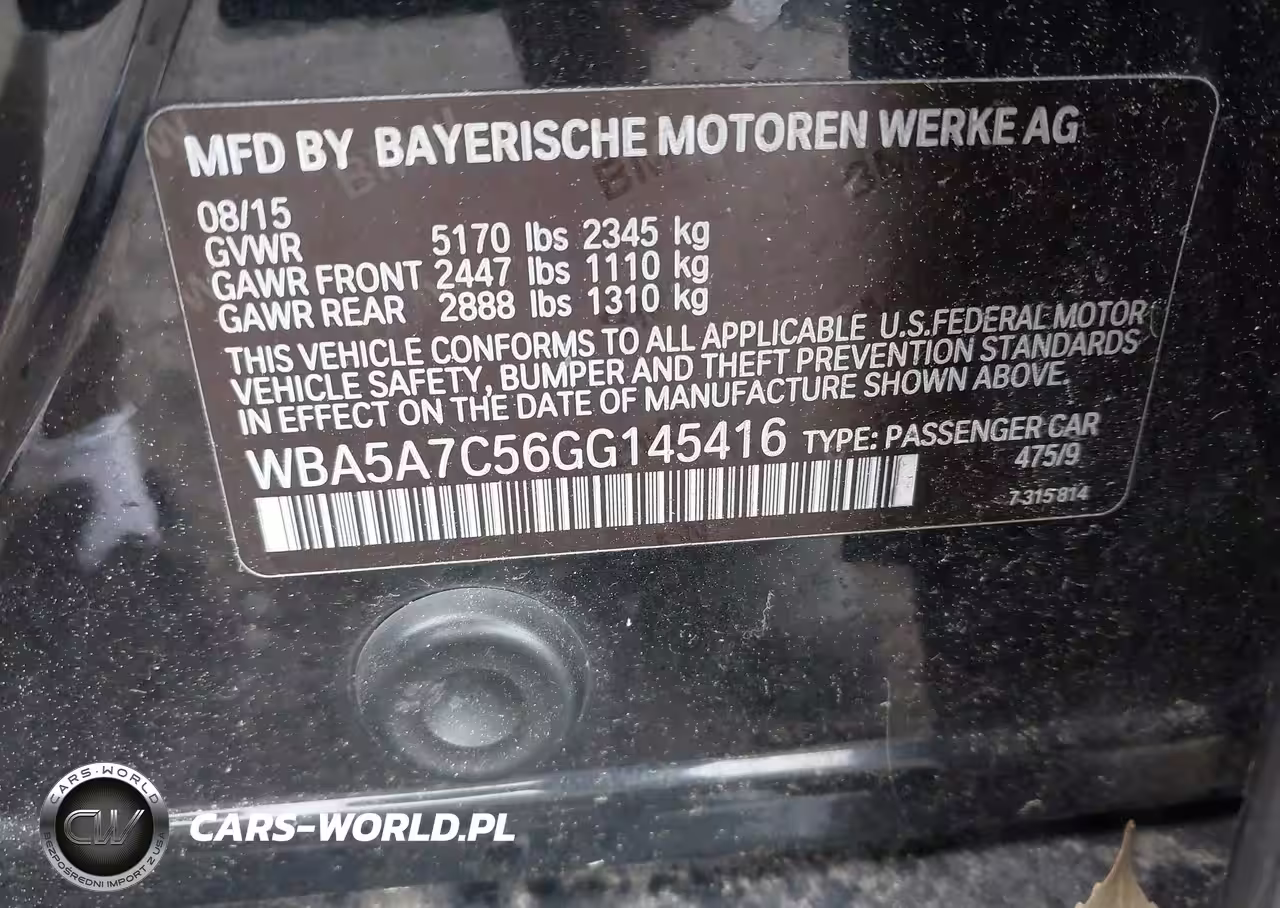 MFD BY BAYERISCHE MOTOREN WERKE AG
08/15
GVWR 5170 lbs 2345 kg
GAWR FRONT 2447 lbs 1110 kg
GAWR REAR 2888 lbs 1310 kg
THIS VEHICLE CONFORMS TO ALL APPLICABLE U.S.FEDERAL MOTOR
VEHICLE SAFETY, BUMPER AND THEFT PREVENTION STANDARDS
IN EFFECT ON THE DATE OF MANUFACTURE SHOWN ABOVE.
WBA5A7C56GG145416 TYPE: PASSENGER CAR
475/9
7 315 814
CARS-WORLD
CW
BEZPOŚREDNI IMPORT Z USA
CARS-WORLD.PL